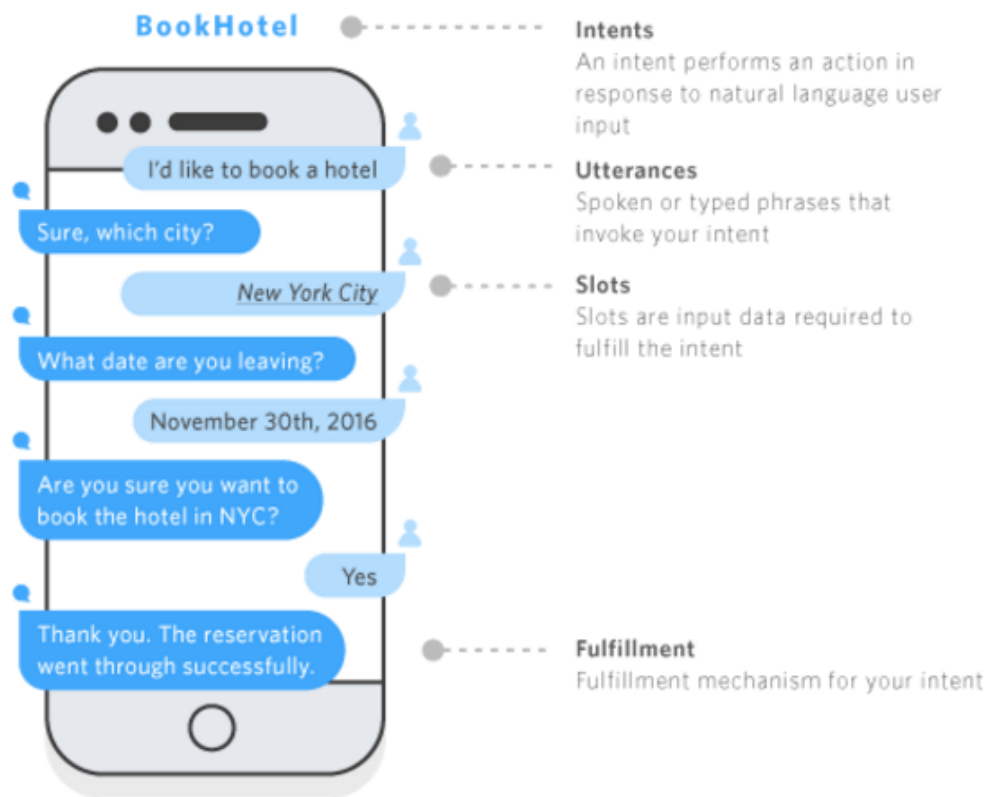 BookHotel
Intents
An intent performs an action in
response to natural language user
input
I'd like to book a hotel
Utterances
Spoken or typed phrases that
invoke your intent
Sure, which city?
New York City
Slots
Slots are input data required to
fulfill the intent
What date are you leaving?
November 30th, 2016
Are you sure you want to
book the hotel in NYC?
Yes
Thank you. The reservation
went through successfully.
Fulfillment
Fulfillment mechanism for your intent